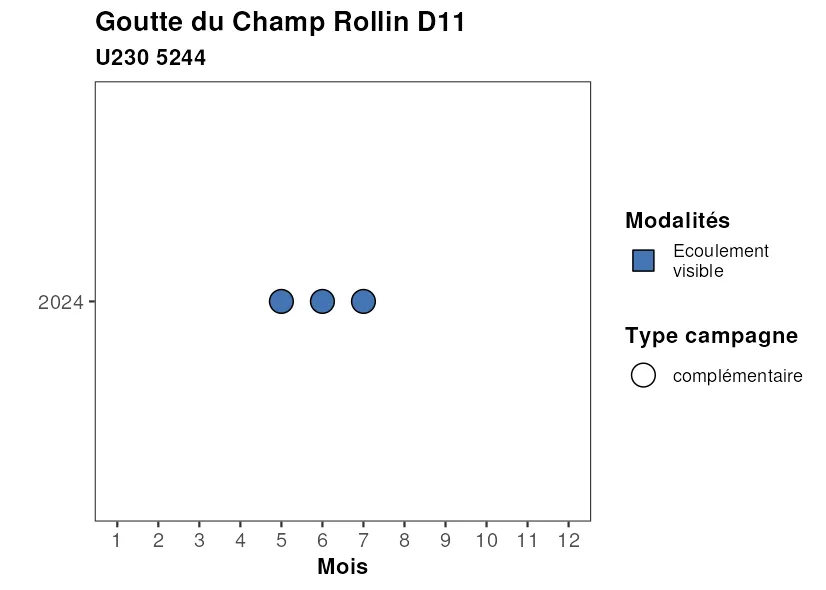 Goutte du Champ Rollin D11
U230 5244
2024
1 2 3 4 5 6 7 8 9 10 11 12
Mois
Modalités
Ecoulement
visible
Type campagne
complémentaire